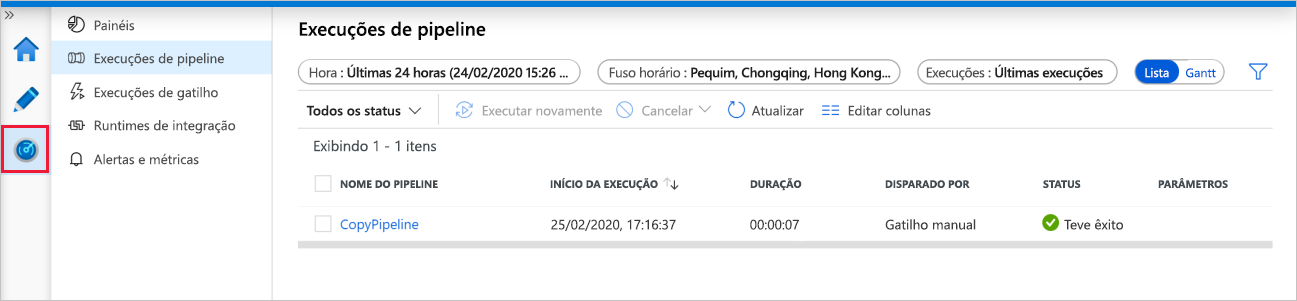 »
Painéis
Execuções de pipeline
Execuções de gatilho
Runtimes de integração
Alertas e métricas
Execuções de pipeline
Hora : Últimas 24 horas (24/02/2020 15:26 ... Fuso horário : Pequim, Chongqing, Hong Kong... Execuções : Últimas execuções Lista Gantt
Todos os status Executar novamente Cancelar Atualizar Editar colunas
Exibindo 1 - 1 itens
NOME DO PIPELINE INÍCIO DA EXECUÇÃO ↑↓ DURAÇÃO DISPARADO POR STATUS PARÂMETROS
CopyPipeline 25/02/2020, 17:16:37 00:00:07 Gatilho manual Teve êxito